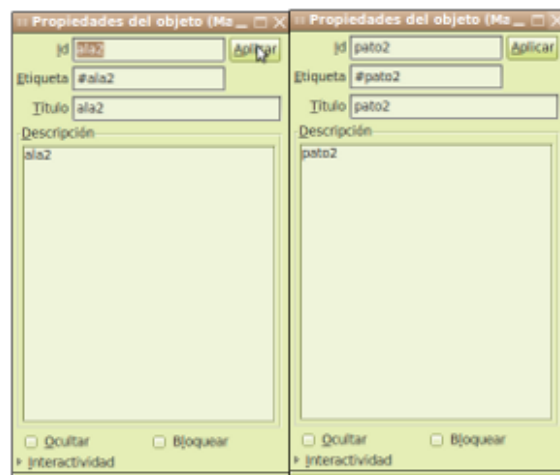 Propiedades del objeto (Ma
Id ala2 Aplicar
Etiqueta #ala2
Título ala2
Descripción
ala2
Ocultar Bloquear
Interactividad
Propiedades del objeto (Ma
Id pato2 Aplicar
Etiqueta #pato2
Título pato2
Descripción
pato2
Ocultar Bloquear
Interactividad